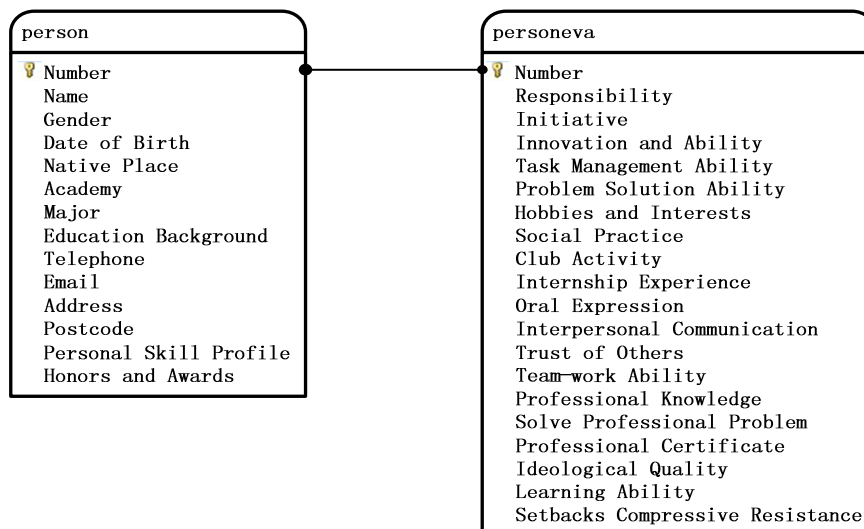 person
Number
Name
Gender
Date of Birth
Native Place
Academy
Major
Education Background
Telephone
Email
Address
Postcode
Personal Skill Profile
Honors and Awards
personeva
Number
Responsibility
Initiative
Innovation and Ability
Task Management Ability
Problem Solution Ability
Hobbies and Interests
Social Practice
Club Activity
Internship Experience
Oral Expression
Interpersonal Communication
Trust of Others
Team-work Ability
Professional Knowledge
Solve Professional Problem
Professional Certificate
Ideological Quality
Learning Ability
Setbacks Compressive Resistance